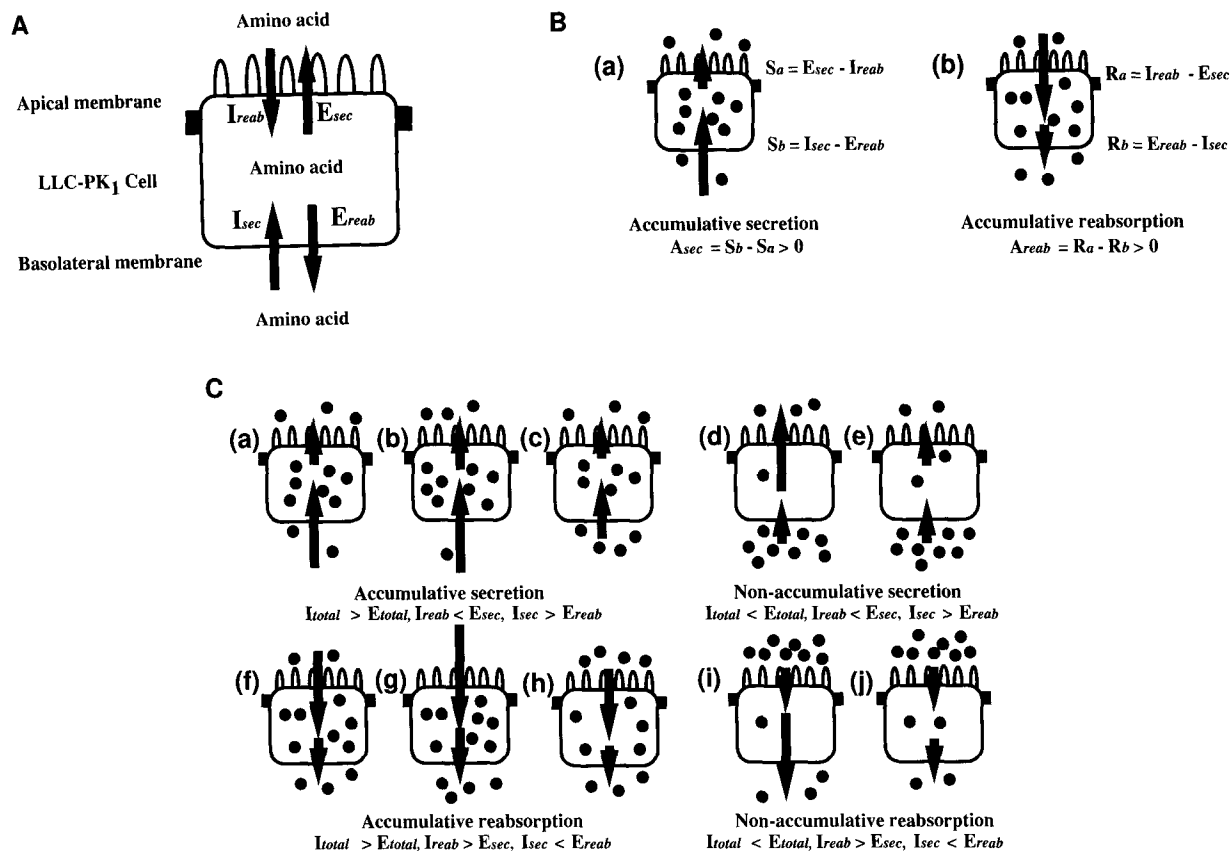 A
Amino acid
Apical membrane
Ireab
Esec
LLC-PK1 Cell
Amino acid
Isec
Ereab
Basolateral membrane
Amino acid
B
(a)
Sa = Esec - Ireab
Sb = Isec - Ereab
Accumulative secretion
Asec = Sb - Sa > 0
(b)
Ra = Ireab - Esec
Rb = Ereab - Isec
Accumulative reabsorption
Areab = Ra - Rb > 0
C
(a)
(b)
(c)
(d)
(e)
Accumulative secretion
Itotal > Etotal, Ireab < Esec, Isec > Ereab
Non-accumulative secretion
Itotal < Etotal, Ireab < Esec, Isec > Ereab
(f)
(g)
(h)
(i)
(j)
Accumulative reabsorption
Itotal > Etotal, Ireab > Esec, Isec < Ereab
Non-accumulative reabsorption
Itotal < Etotal, Ireab > Esec, Isec < Ereab